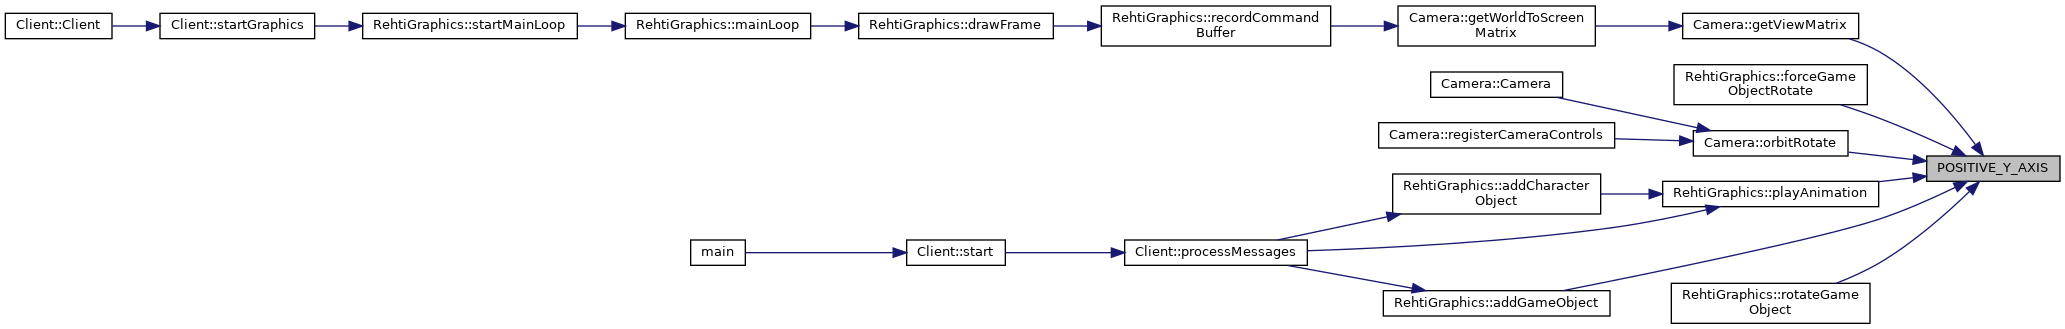 Client::Client
Client::startGraphics
RehtiGraphics::startMainLoop
RehtiGraphics::mainLoop
RehtiGraphics::drawFrame
RehtiGraphics::recordCommand
Buffer
Camera::getWorldToScreen
Matrix
Camera::getViewMatrix
RehtiGraphics::forceGame
ObjectRotate
Camera::Camera
Camera::registerCameraControls
Camera::orbitRotate
POSITIVE_Y_AXIS
RehtiGraphics::addCharacter
Object
RehtiGraphics::playAnimation
main
Client::start
Client::processMessages
RehtiGraphics::addGameObject
RehtiGraphics::rotateGame
Object